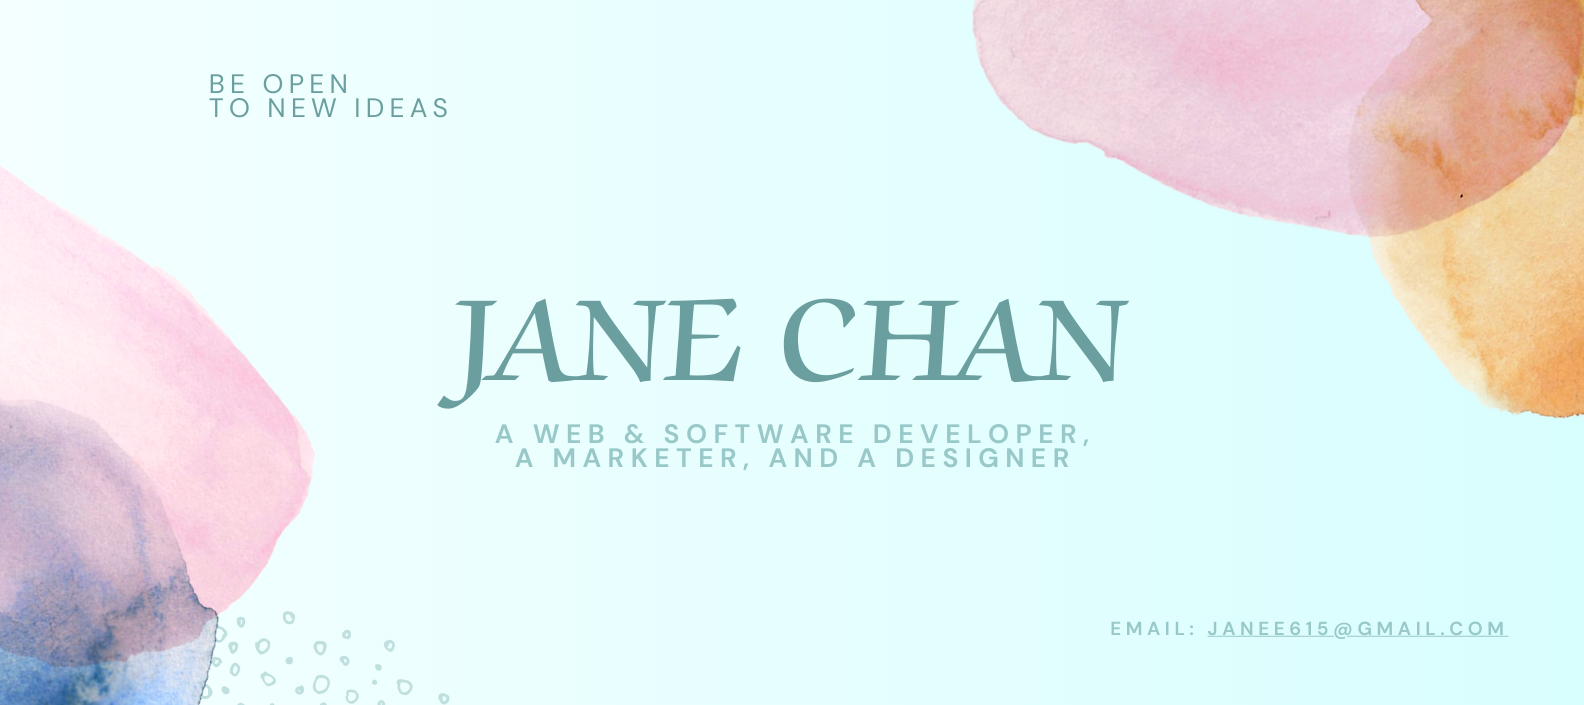 BE OPEN
TO NEW IDEAS
JANE CHAN
A WEB & SOFTWARE DEVELOPER,
A MARKETER, AND A DESIGNER
EMAIL: JANEE615@GMAIL.COM